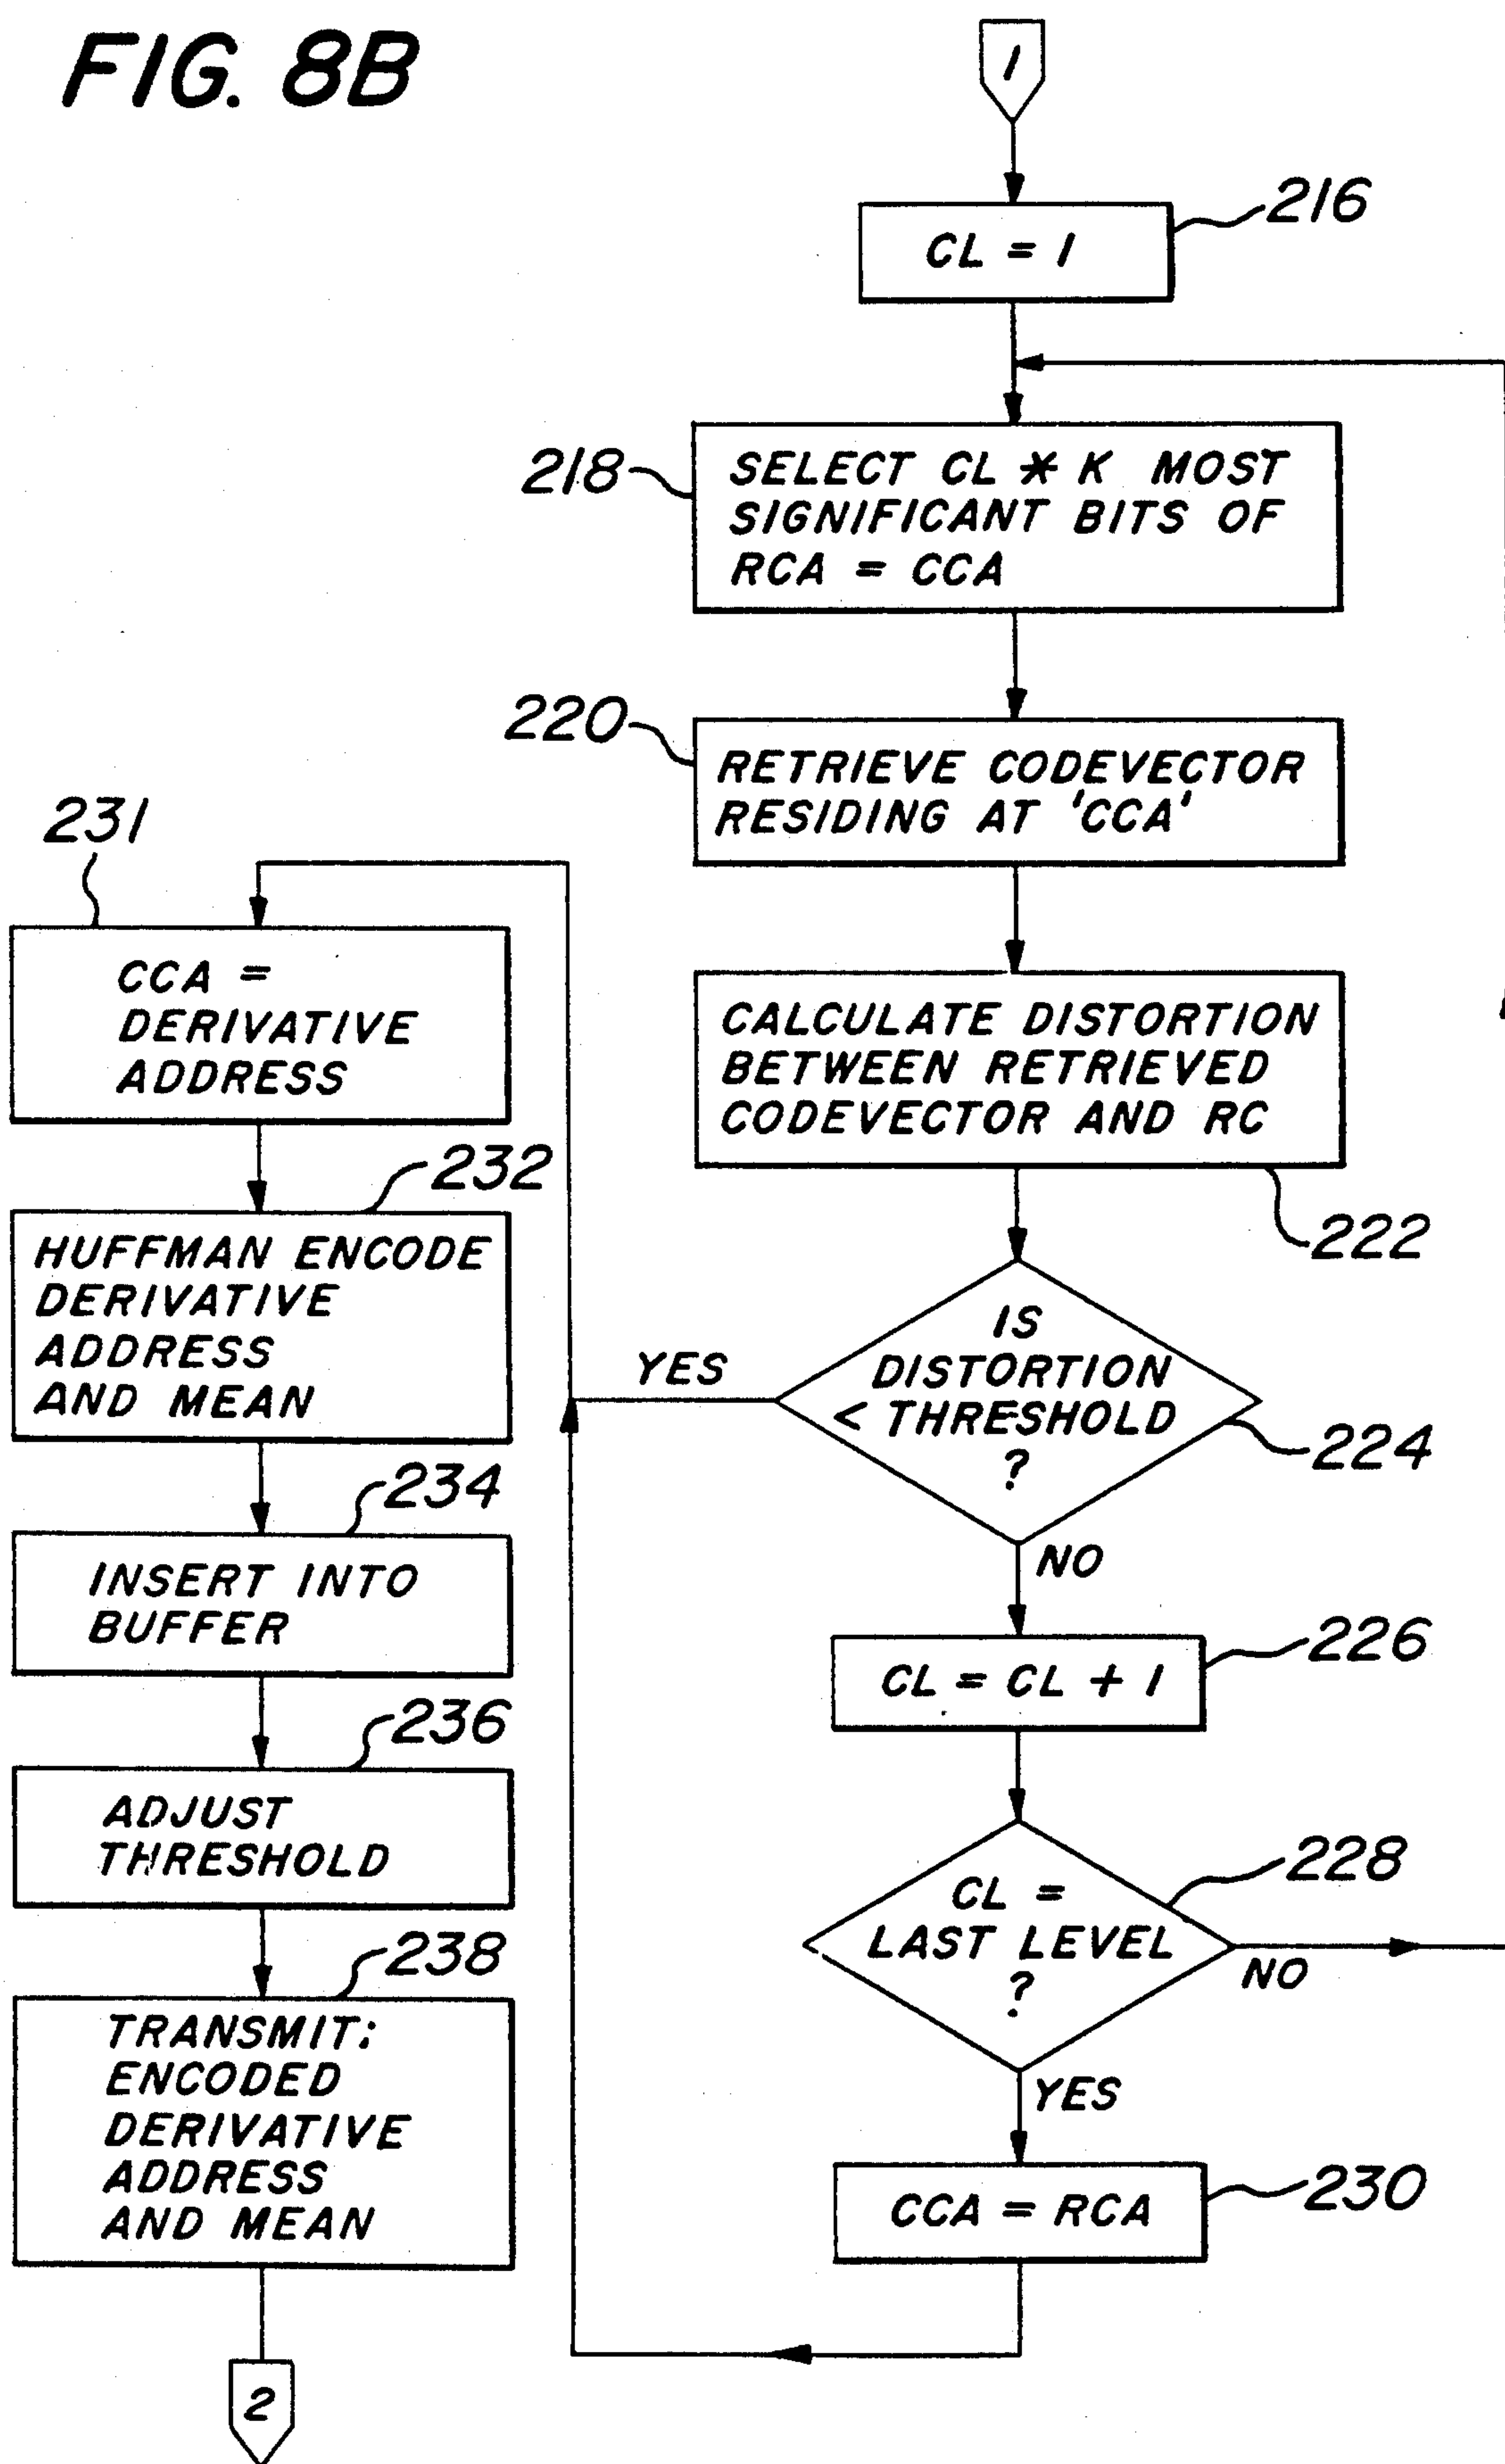 FIG. 8B
1
216
CL = 1
218
SELECT CL * K MOST
SIGNIFICANT BITS OF
RCA = CCA
220
RETRIEVE CODEVECTOR
RESIDING AT 'CCA'
CALCULATE DISTORTION
BETWEEN RETRIEVED
CODEVECTOR AND RC
222
IS
DISTORTION
< THRESHOLD
?
224
YES
NO
226
CL = CL + 1
228
CL =
LAST LEVEL
?
NO
YES
230
CCA = RCA
231
CCA =
DERIVATIVE
ADDRESS
232
HUFFMAN ENCODE
DERIVATIVE
ADDRESS
AND MEAN
234
INSERT INTO
BUFFER
236
ADJUST
THRESHOLD
238
TRANSMIT:
ENCODED
DERIVATIVE
ADDRESS
AND MEAN
2